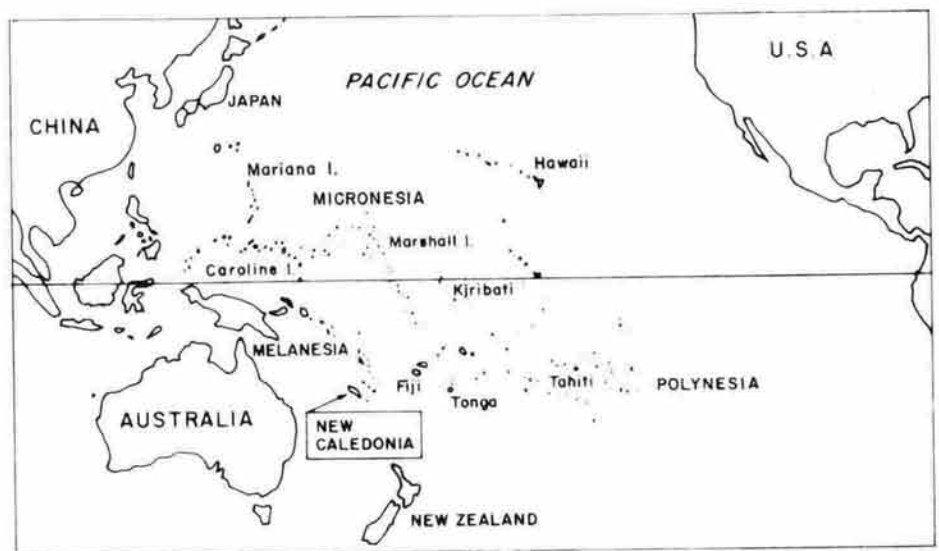 U.S.A
PACIFIC OCEAN
JAPAN
CHINA
Hawaii
Mariana I.
MICRONESIA
Marshall I.
Caroline I.
Kjribati
MELANESIA
Fiji
Tahiti
POLYNESIA
Tonga
AUSTRALIA
NEW
CALEDONIA
NEW ZEALAND